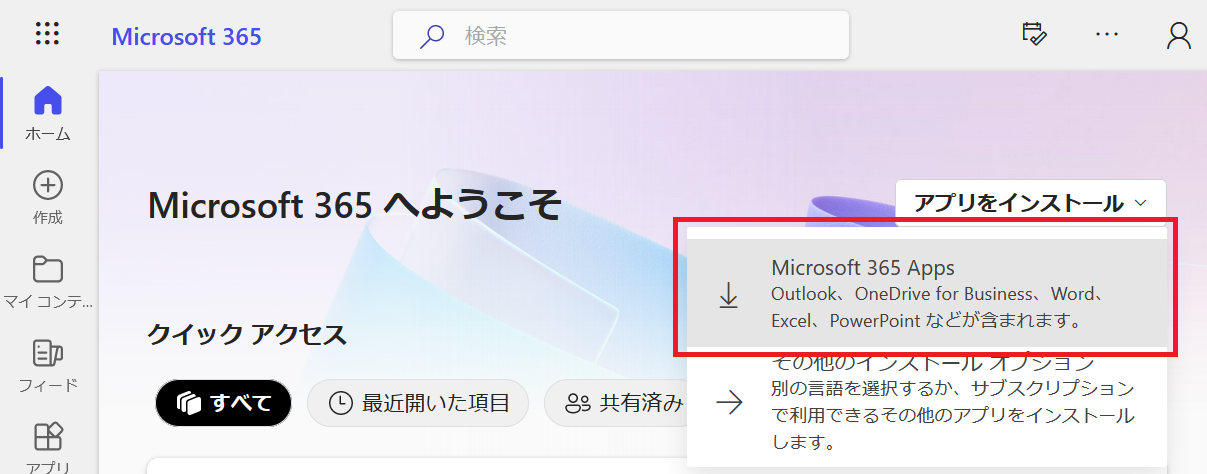 Microsoft 365
検索
ホーム
作成
マイ コンテ...
フィード
アプリ
Microsoft 365 へようこそ
アプリをインストール
Microsoft 365 Apps
Outlook、OneDrive for Business、Word、
Excel、PowerPoint などが含まれます。
その他のインストール オプション
別の言語を選択するか、サブスクリプション
で利用できるその他のアプリをインストール
します。
クイック アクセス
すべて
最近開いた項目
共有済み